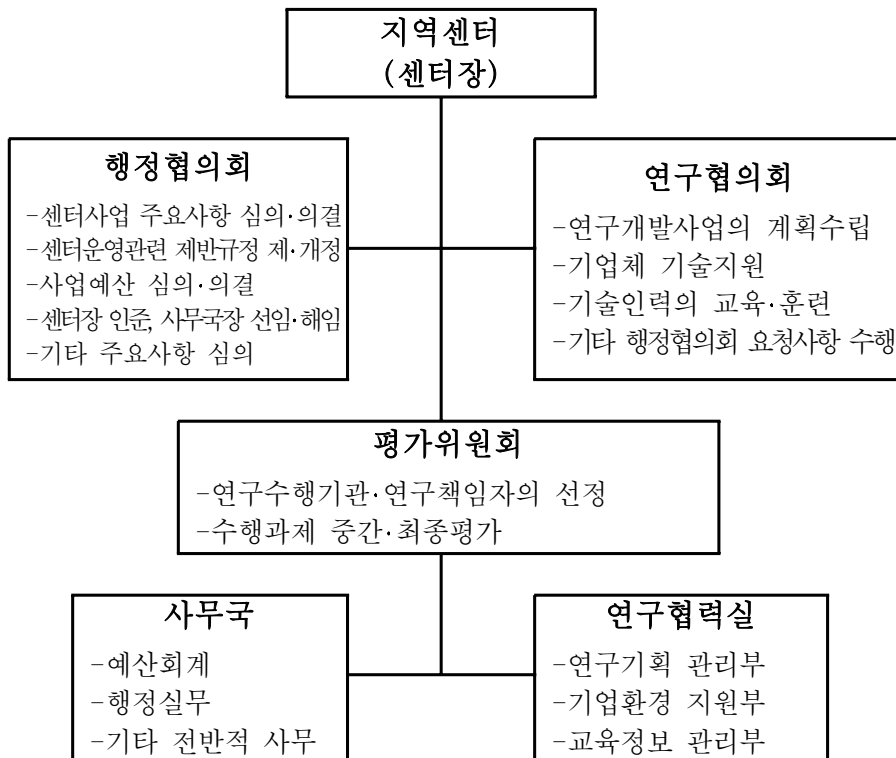 지역센터
(센터장)
행정협의회
-센터사업 주요사항 심의·의결
-센터운영관련 제반규정 제·개정
-사업예산 심의·의결
-센터장 인준, 사무국장 선임·해임
-기타 주요사항 심의
연구협의회
-연구개발사업의 계획수립
-기업체 기술지원
-기술인력의 교육·훈련
-기타 행정협의회 요청사항 수행
평가위원회
-연구수행기관·연구책임자의 선정
-수행과제 중간·최종평가
사무국
-예산회계
-행정실무
-기타 전반적 사무
연구협력실
-연구기획 관리부
-기업환경 지원부
-교육정보 관리부